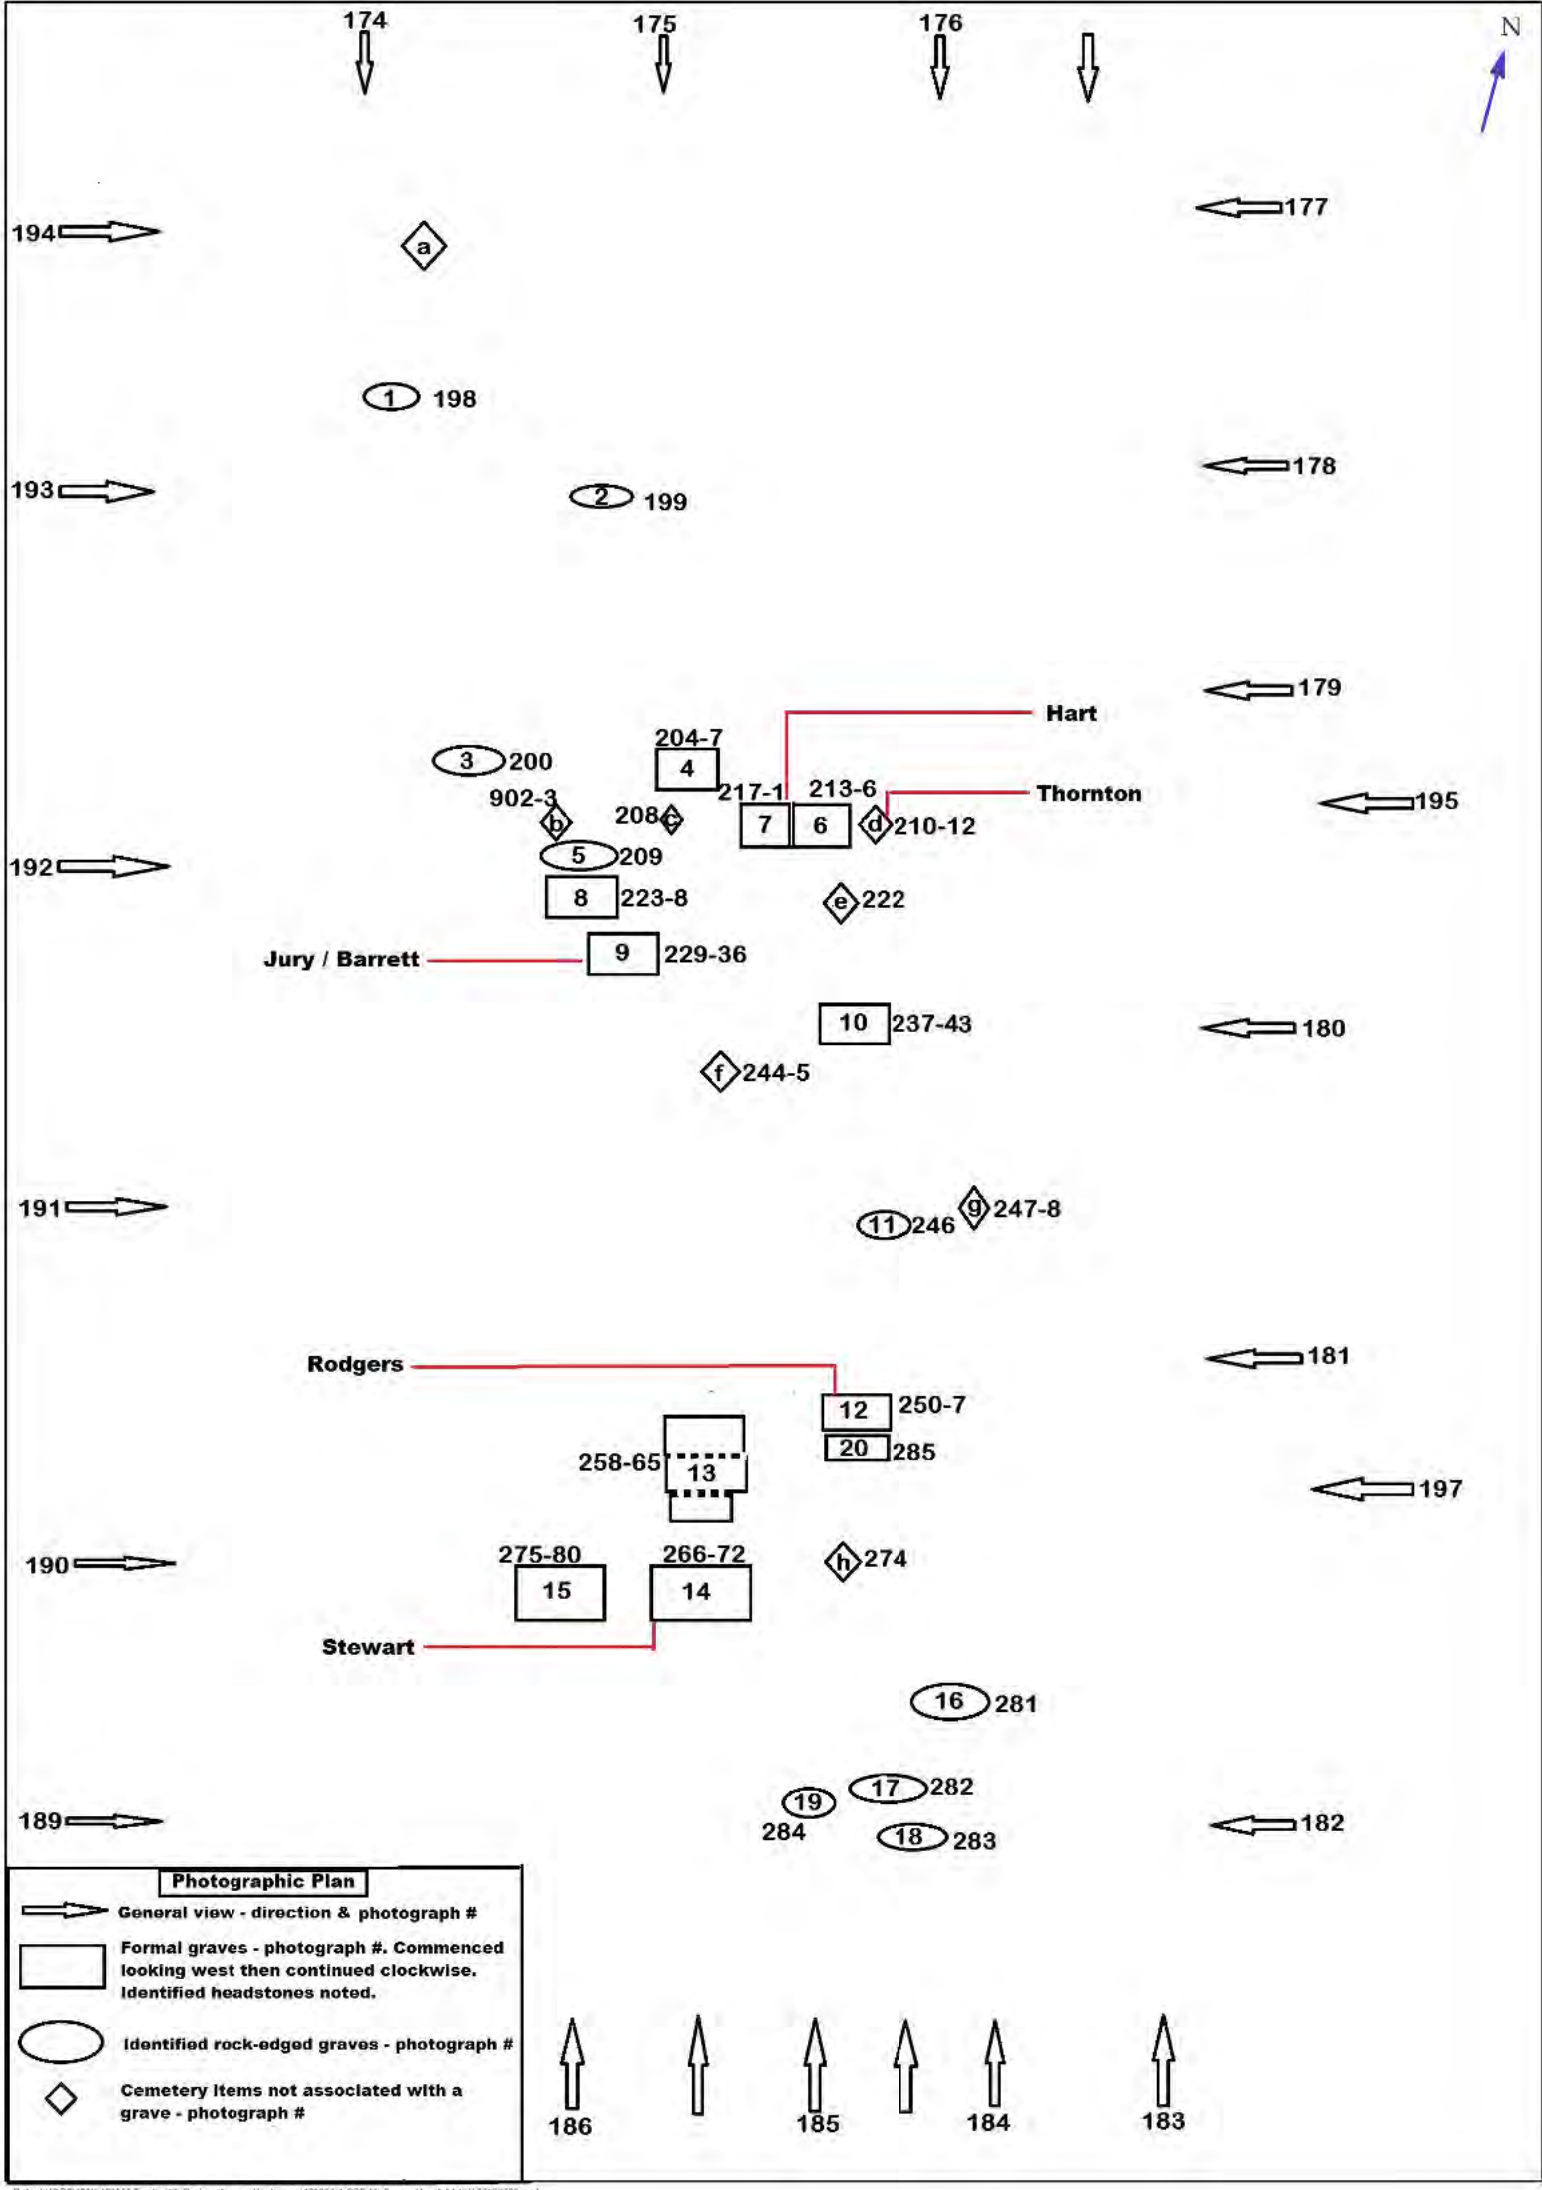 174
175
176
N
177
194
a
1 198
178
193
2 199
179
Hart
204-7
3 200
4
217-1 213-6
Thornton
902-3
195
b
208 c
7 6 d 210-12
5 209
192
8 223-8
e 222
Jury / Barrett
9 229-36
10 237-43
180
f 244-5
191
g 247-8
11 246
181
Rodgers
12 250-7
20 285
258-65 13
197
190
275-80
266-72
h 274
15
14
Stewart
16 281
17 282
19
189
182
284
18 283
Photographic Plan
General view - direction & photograph #
Formal graves - photograph #. Commenced
looking west then continued clockwise.
Identified headstones noted.
Identified rock-edged graves - photograph #
Cemetery items not associated with a
grave - photograph #
186
185
184
183